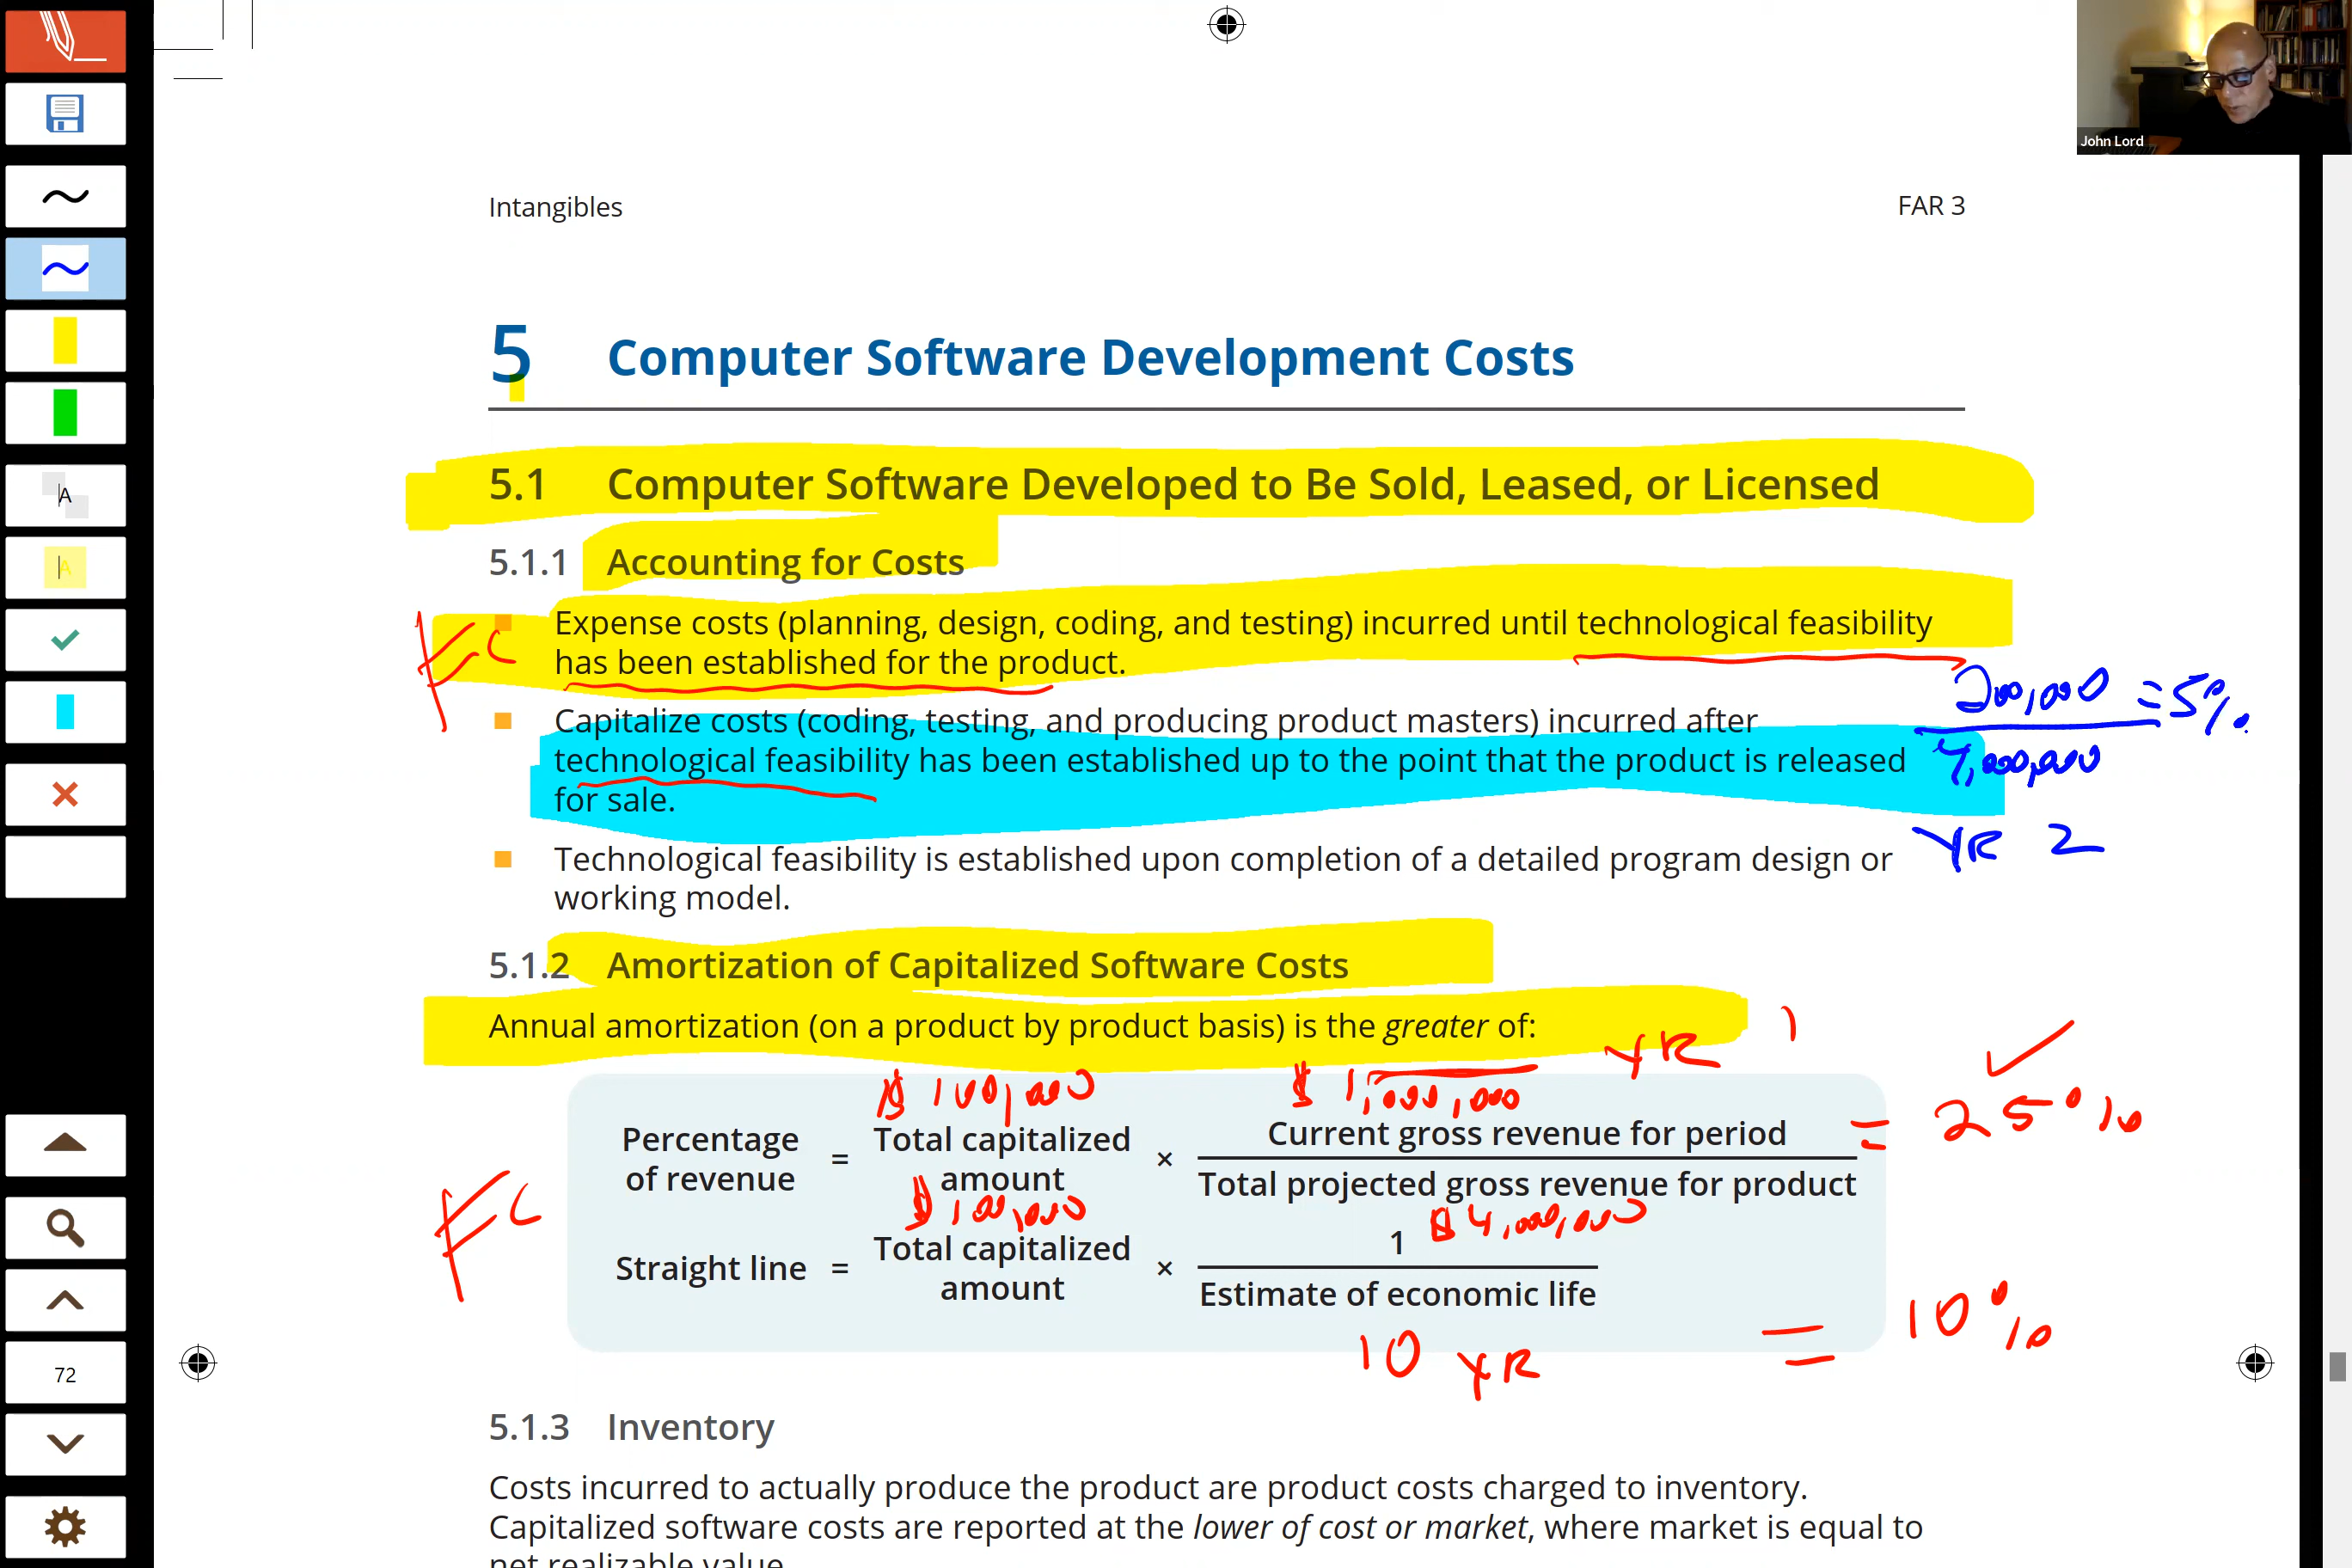 John Lord
Intangibles FAR 3
5 Computer Software Development Costs
5.1 Computer Software Developed to Be Sold, Leased, or Licensed
5.1.1 Accounting for Costs
FC
Expense costs (planning, design, coding, and testing) incurred until technological feasibility
has been established for the product.
200,000 = 5%
4,000,000
Capitalize costs (coding, testing, and producing product masters) incurred after
technological feasibility has been established up to the point that the product is released
for sale.
YR 2
Technological feasibility is established upon completion of a detailed program design or
working model.
5.1.2 Amortization of Capitalized Software Costs
Annual amortization (on a product by product basis) is the greater of:
YR 1
$ 100,000 $ 1,000,000
Percentage of revenue = Total capitalized amount × Current gross revenue for period
Total projected gross revenue for product
= 25%
FC
$ 100,000 $ 4,000,000
Straight line = Total capitalized amount × 1
Estimate of economic life
10 YR = 10%
5.1.3 Inventory
Costs incurred to actually produce the product are product costs charged to inventory.
Capitalized software costs are reported at the lower of cost or market, where market is equal to
net realizable value.
A
A
72